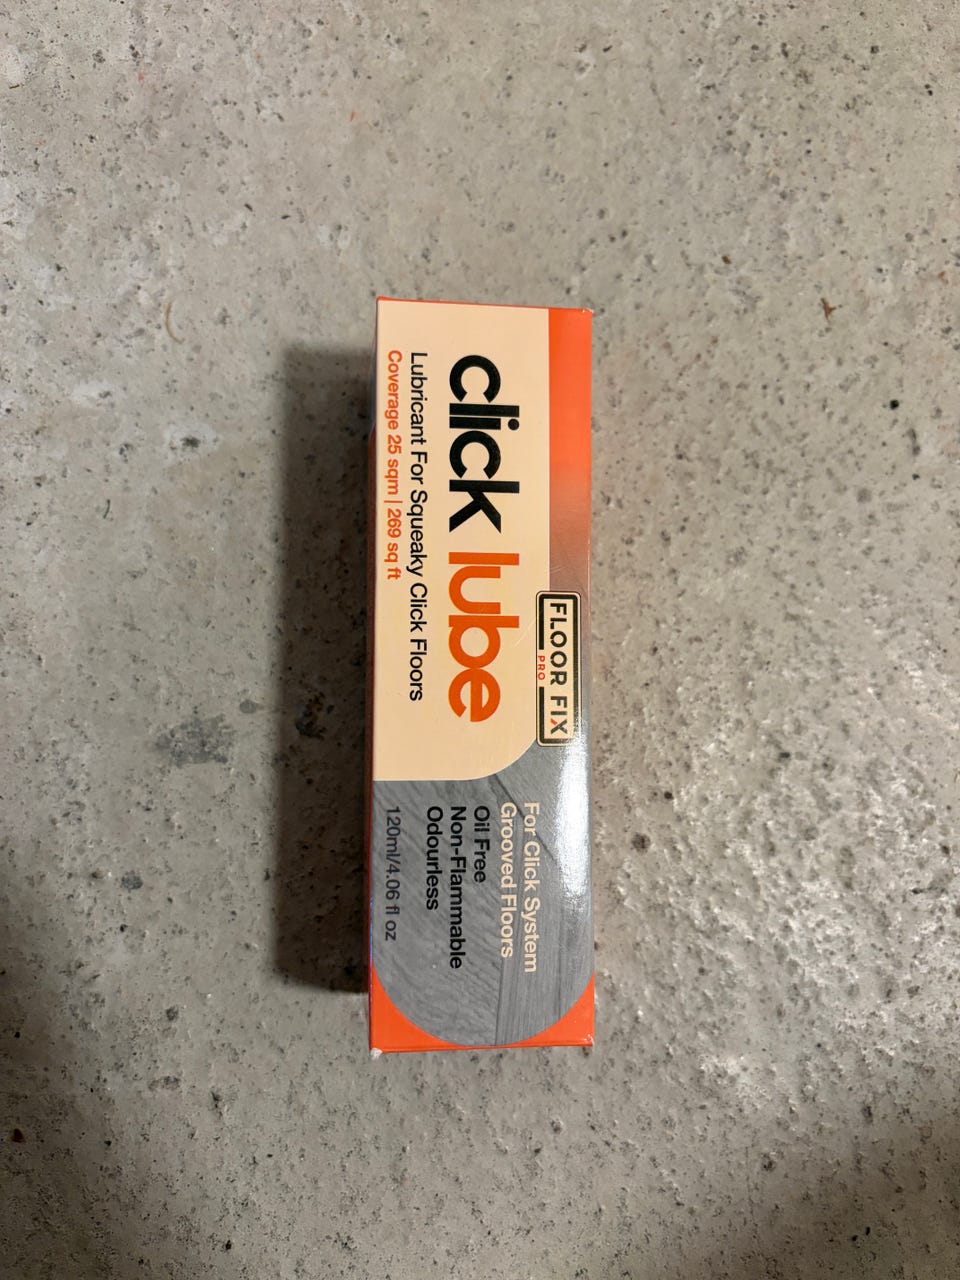 FLOOR FIX
PRO
click lube
Lubricant For Squeaky Click Floors
Coverage 25 sqm | 269 sq ft
For Click System
Grooved Floors
Oil Free
Non-Flammable
Odourless
120ml/4.06 fl oz